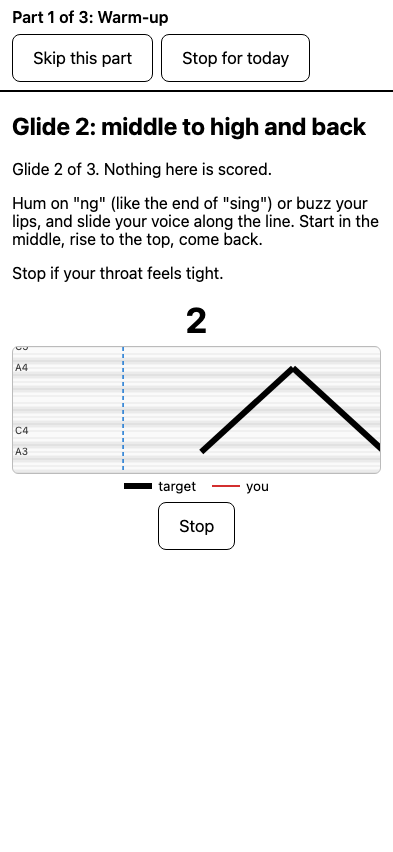 Part 1 of 3: Warm-up
Skip this part
Stop for today
Glide 2: middle to high and back
Glide 2 of 3. Nothing here is scored.
Hum on "ng" (like the end of "sing") or buzz your
lips, and slide your voice along the line. Start in the
middle, rise to the top, come back.
Stop if your throat feels tight.
2
A4
C4
A3
target
you
Stop